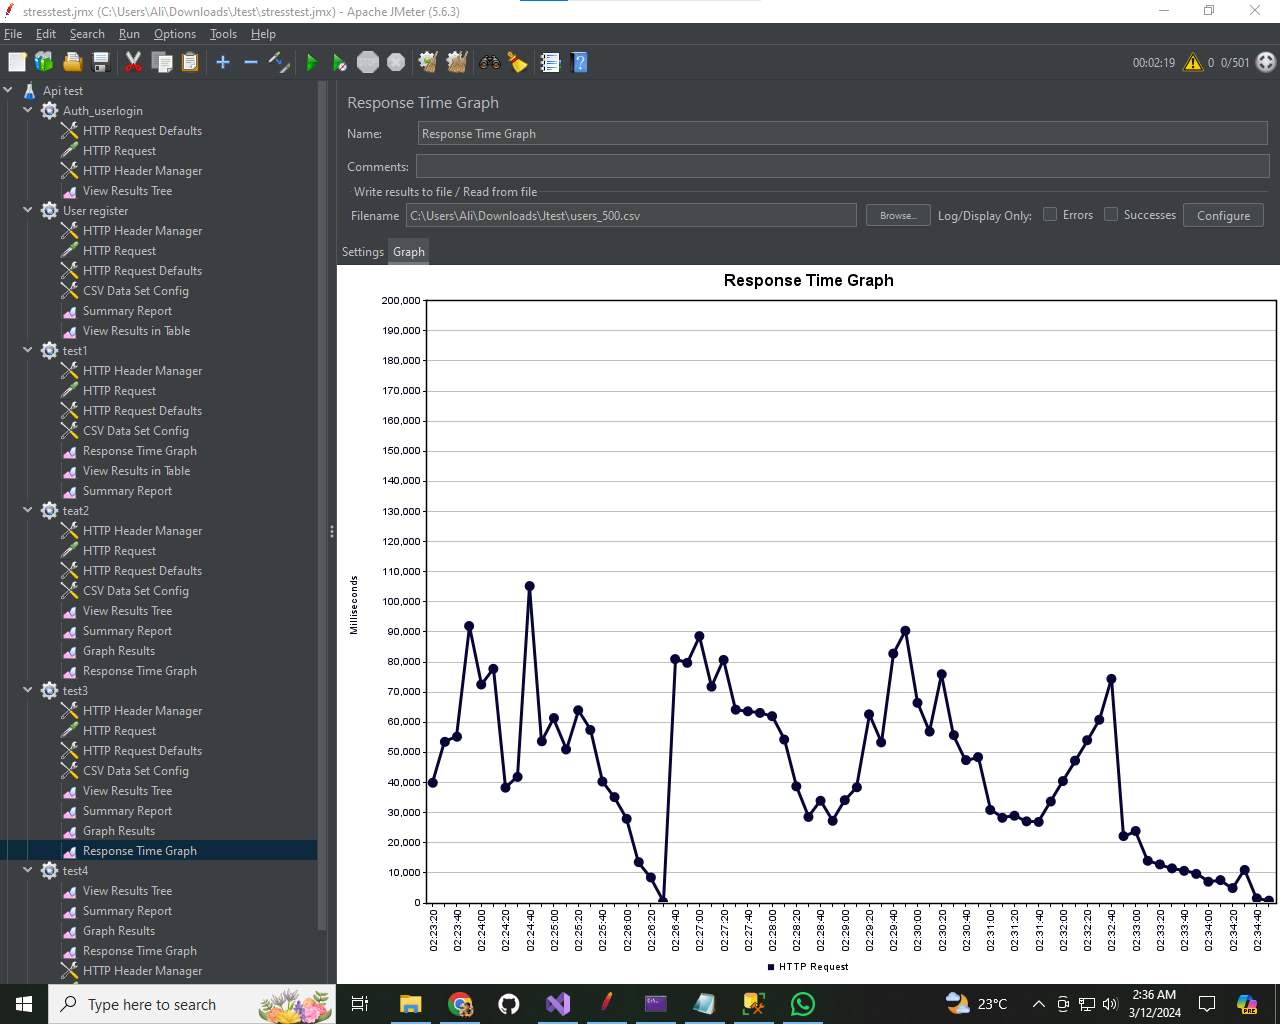 stresstest.jmx (C:\Users\Ali\Downloads\Jtest\stresstest.jmx) - Apache JMeter (5.6.3)
File Edit Search Run Options Tools Help
STOP
00:02:19 0 0/501
Api test
Auth_userlogin
HTTP Request Defaults
HTTP Request
HTTP Header Manager
View Results Tree
User register
HTTP Header Manager
HTTP Request
HTTP Request Defaults
CSV Data Set Config
Summary Report
View Results in Table
test1
HTTP Header Manager
HTTP Request
HTTP Request Defaults
CSV Data Set Config
Response Time Graph
View Results in Table
Summary Report
teat2
HTTP Header Manager
HTTP Request
HTTP Request Defaults
CSV Data Set Config
View Results Tree
Summary Report
Graph Results
Response Time Graph
test3
HTTP Header Manager
HTTP Request
HTTP Request Defaults
CSV Data Set Config
View Results Tree
Summary Report
Graph Results
Response Time Graph
test4
View Results Tree
Summary Report
Graph Results
Response Time Graph
HTTP Header Manager
Response Time Graph
Name: Response Time Graph
Comments:
Write results to file / Read from file
Filename C:\Users\Ali\Downloads\Jtest\users_500.csv Browse... Log/Display Only: Errors Successes Configure
Settings Graph
Response Time Graph
200,000
190,000
180,000
170,000
160,000
150,000
140,000
130,000
120,000
110,000
100,000
90,000
80,000
70,000
60,000
50,000
40,000
30,000
20,000
10,000
0
Milliseconds
02:23:20 02:23:40 02:24:00 02:24:20 02:24:40 02:25:00 02:25:20 02:25:40 02:26:00 02:26:20 02:26:40 02:27:00 02:27:20 02:27:40 02:28:00 02:28:20 02:28:40 02:29:00 02:29:20 02:29:40 02:30:00 02:30:20 02:30:40 02:31:00 02:31:20 02:31:40 02:32:00 02:32:20 02:32:40 02:33:00 02:33:20 02:33:40 02:34:00 02:34:20 02:34:40
HTTP Request
Type here to search
23°C
2:36 AM
3/12/2024
PRE